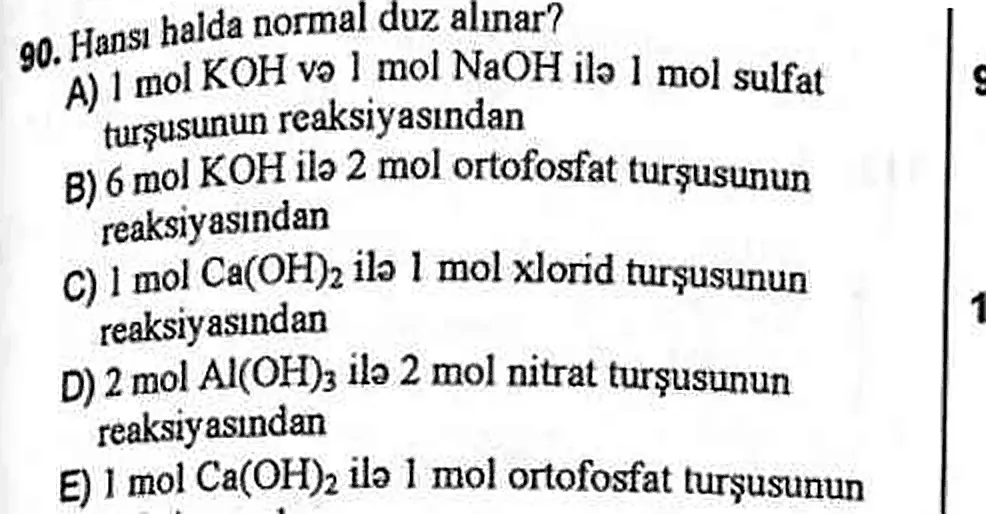 90. Hansı halda normal duz alınar?
A) 1 mol KOH və 1 mol NaOH ilə 1 mol sulfat
turşusunun reaksiyasından
B) 6 mol KOH ilə 2 mol ortofosfat turşusunun
reaksiyasından
C) 1 mol Ca(OH)₂ ilə 1 mol xlorid turşusunun
reaksiyasından
D) 2 mol Al(OH)₃ ilə 2 mol nitrat turşusunun
reaksiyasından
E) 1 mol Ca(OH)₂ ilə 1 mol ortofosfat turşusunun